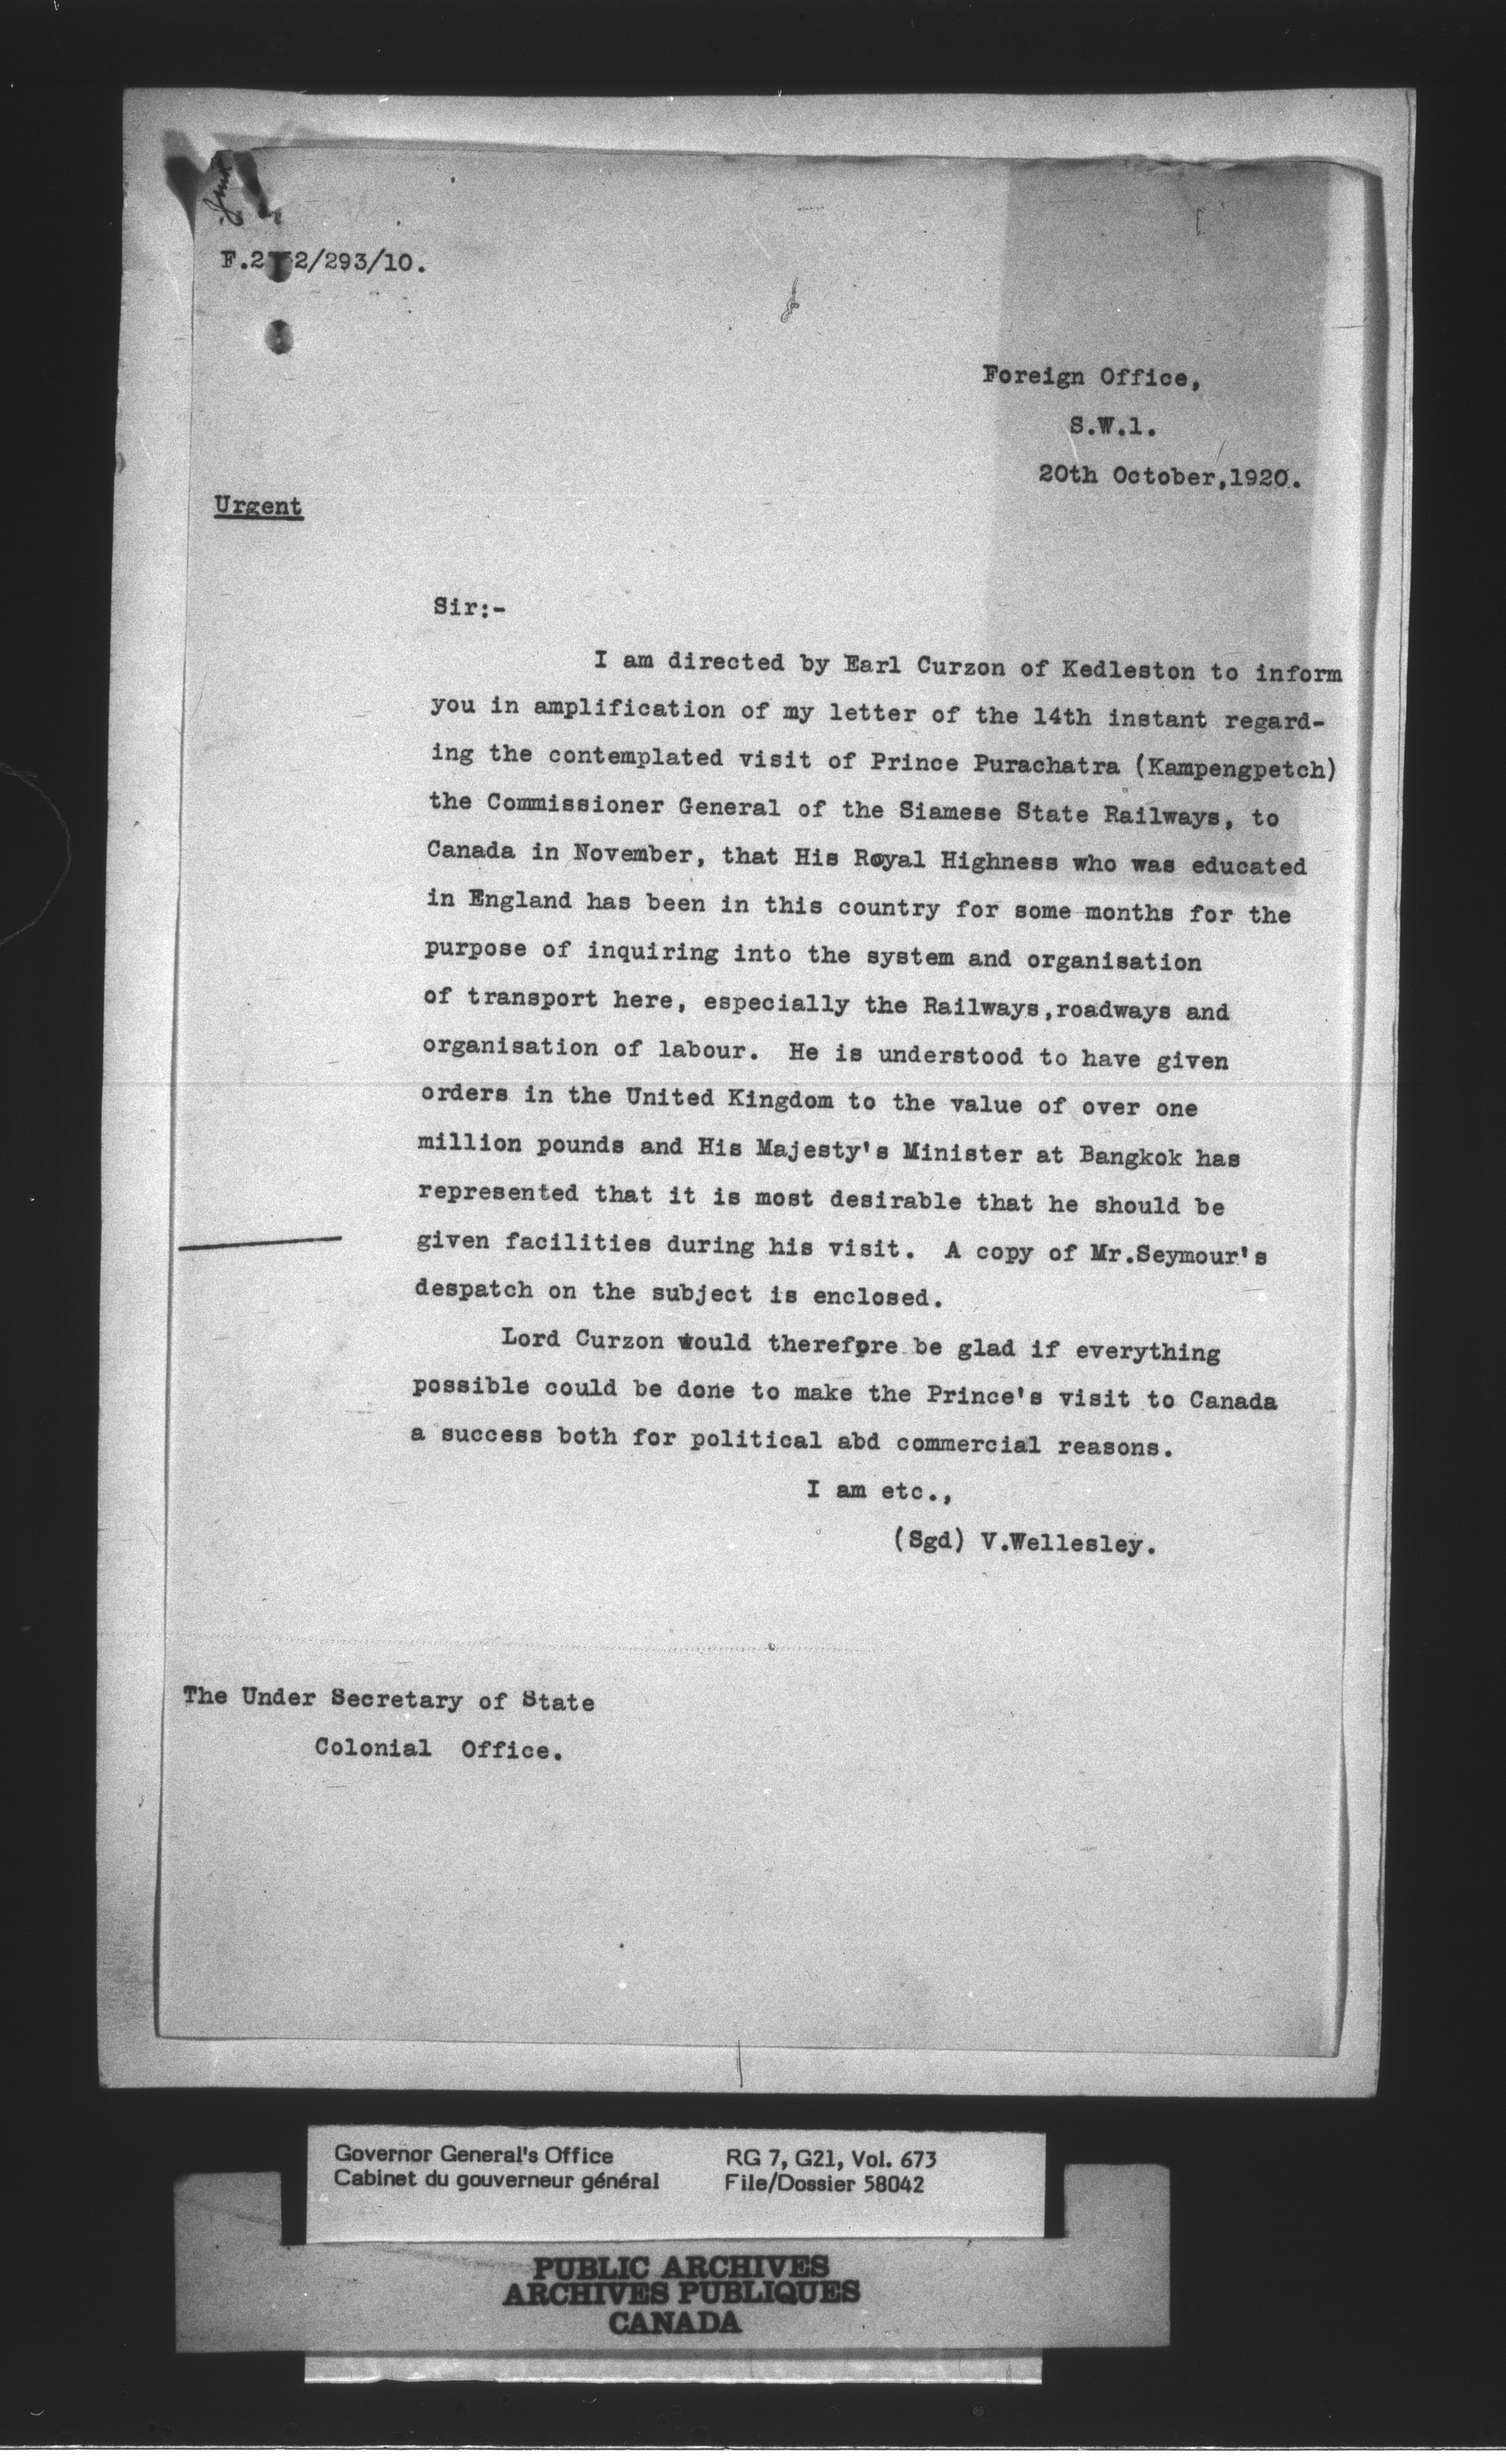 Foreign Office,
S.W.1.
20th October,1920.
Urgent
Sir:-
I am directed by Earl Curzon of Kedleston to inform
you in amplification of my letter of the 14th instant regard-
ing the contemplated visit of Prince Purachatra (Kampengpetch)
the Commissioner General of the Siamese State Railways, to
Canada in November, that His Royal Highness who was educated
in England has been in this country for some months for the
purpose of inquiring into the system and organisation
of transport here, especially the Railways,roadways and
organisation of labour. He is understood to have given
orders in the United Kingdom to the value of over one
million pounds and His Majesty's Minister at Bangkok has
represented that it is most desirable that he should be
given facilities during his visit. A copy of Mr.Seymour's
despatch on the subject is enclosed.
Lord Curzon would therefore be glad if everything
possible could be done to make the Prince's visit to Canada
a success both for political abd commercial reasons.
I am etc.,
(Sgd) V.Wellesley.
The Under Secretary of State
Colonial Office.
Governor General's Office
Cabinet du gouverneur général
RG 7, G21, Vol. 673
File/Dossier 58042
PUBLIC ARCHIVES
ARCHIVES PUBLIQUES
CANADA